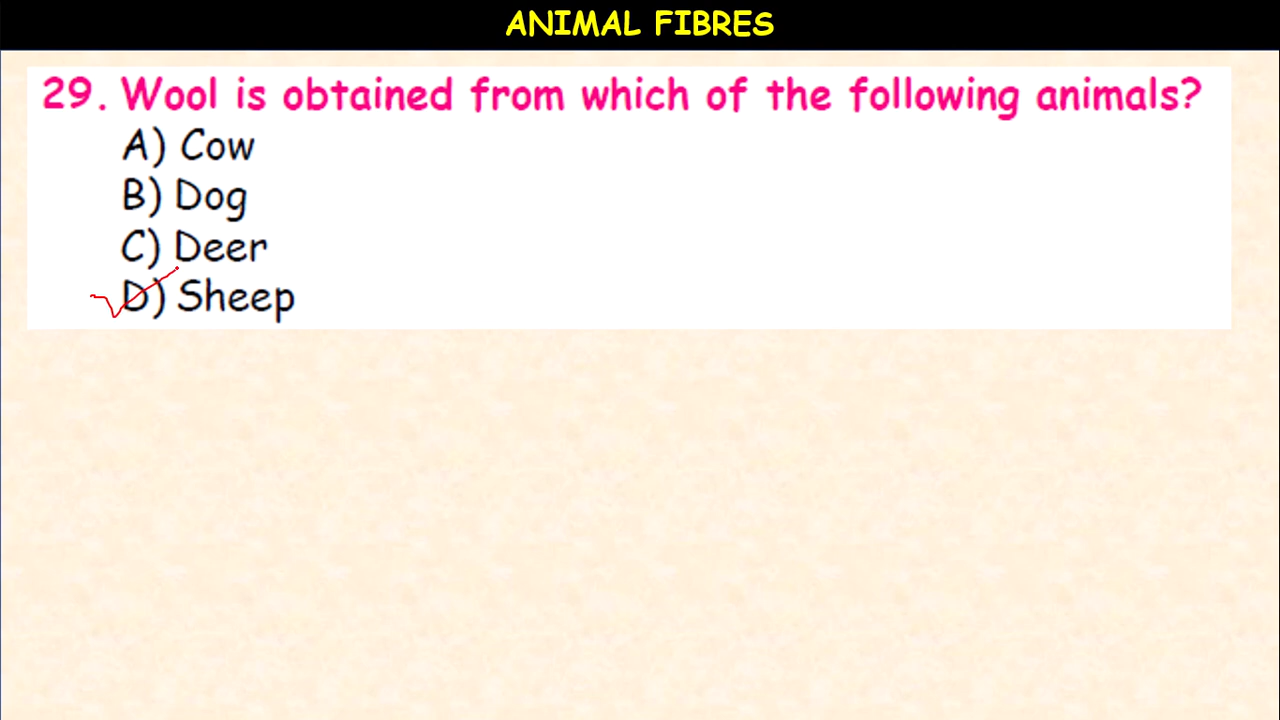 ANIMAL FIBRES
29. Wool is obtained from which of the following animals?
A) Cow
B) Dog
C) Deer
D) Sheep